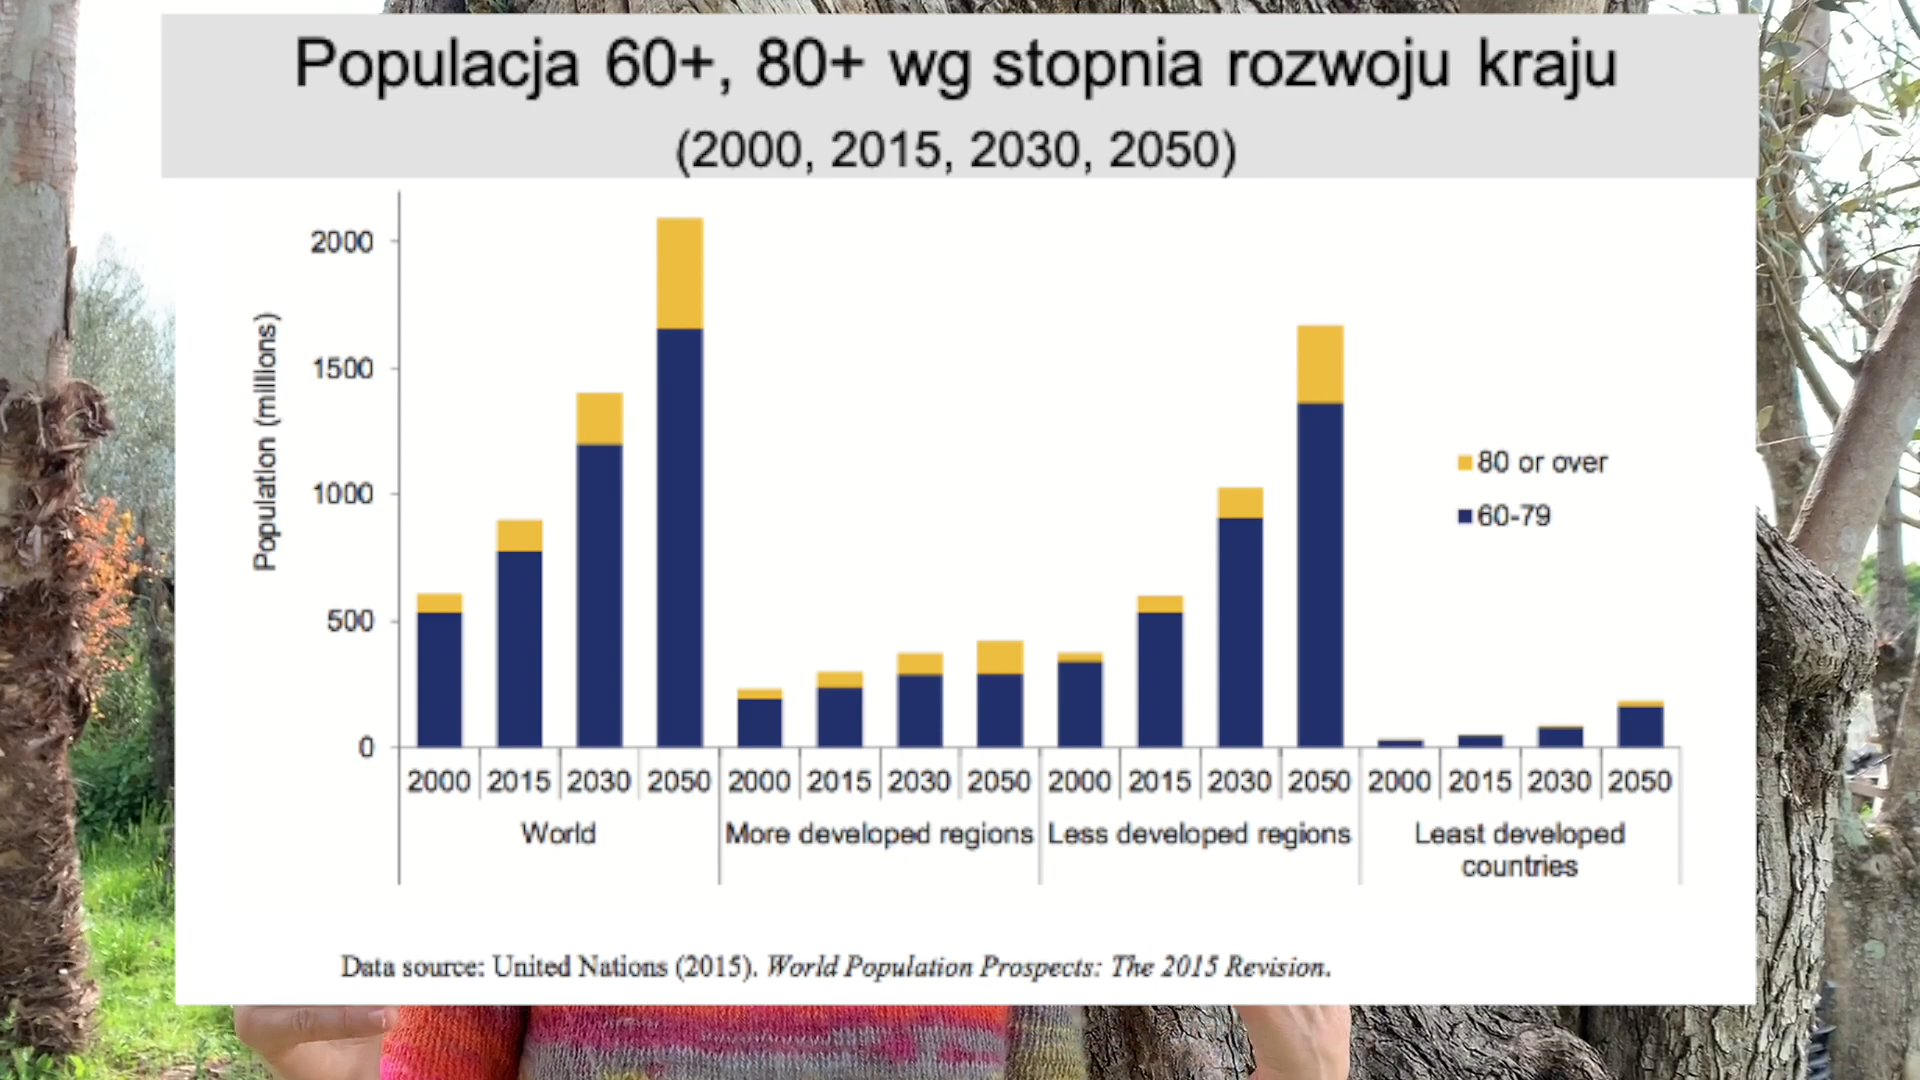 Populacja 60+, 80+ wg stopnia rozwoju kraju
(2000, 2015, 2030, 2050)
Population (millions)
2000
1500
1000
500
0
80 or over
60-79
2000 2015 2030 2050 2000 2015 2030 2050 2000 2015 2030 2050 2000 2015 2030 2050
World More developed regions Less developed regions Least developed
countries
Data source: United Nations (2015). World Population Prospects: The 2015 Revision.